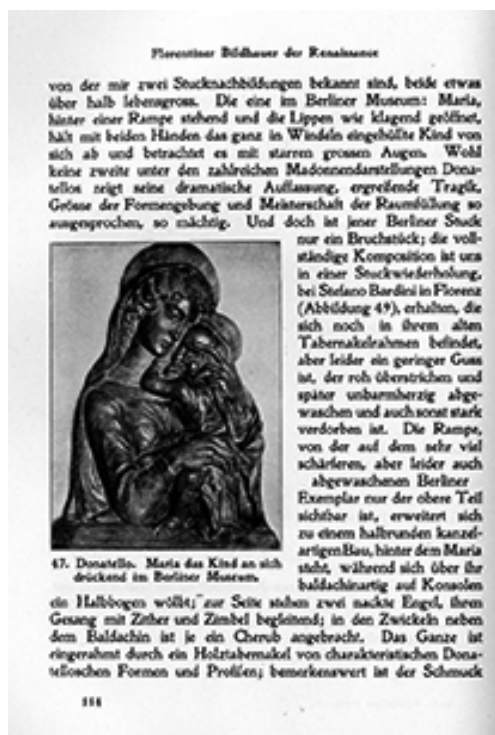 Florentiner Bildhauer der Renaissance
von der mir zwei Stucknachbildungen bekannt sind, beide etwas
über halb lebensgross. Die eine im Berliner Museum: Maria,
hinter einer Rampe stehend und die Lippen wie klagend geöffnet,
hält mit beiden Händen das ganz in Windeln eingehüllte Kind von
sich ab und betrachtet es mit starren grossen Augen. Wohl
keine zweite unter den zahlreichen Madonnendarstellungen Dona-
tellos zeigt seine dramatische Auffassung, ergreifende Tragik,
Grösse der Formengebung und Meisterschaft der Raumfüllung so
ausgesprochen, so mächtig. Und doch ist jener Berliner Stuck
nur ein Bruchstück; die voll-
ständige Komposition ist uns
in einer Stuckwiederholung,
bei Stefano Bardini in Florenz
(Abbildung 49), erhalten, die
sich noch in ihrem alten
Tabernakelrahmen befindet,
aber leider ein geringer Guss
ist, der roh überstrichen und
später unbarmherzig abge-
waschen und auch sonst stark
verdorben ist. Die Rampe,
von der auf dem sehr viel
schärferen, aber leider auch
abgewaschenen Berliner
Exemplar nur der obere Teil
sichtbar ist, erweitert sich
zu einem halbrunden kanzel-
artigen Bau, hinter dem Maria
steht, während sich über ihr
baldachinartig auf Konsolen
47. Donatello. Maria das Kind an sich
drückend im Berliner Museum.
ein Halbbogen wölbt; zur Seite stehen zwei nackte Engel, ihren
Gesang mit Zither und Zimbel begleitend; in den Zwickeln neben
dem Baldachin ist je ein Cherub angebracht. Das Ganze ist
eingerahmt durch ein Holztabernakel von charakteristischen Dona-
telloschen Formen und Profilen; bemerkenswert ist der Schmuck